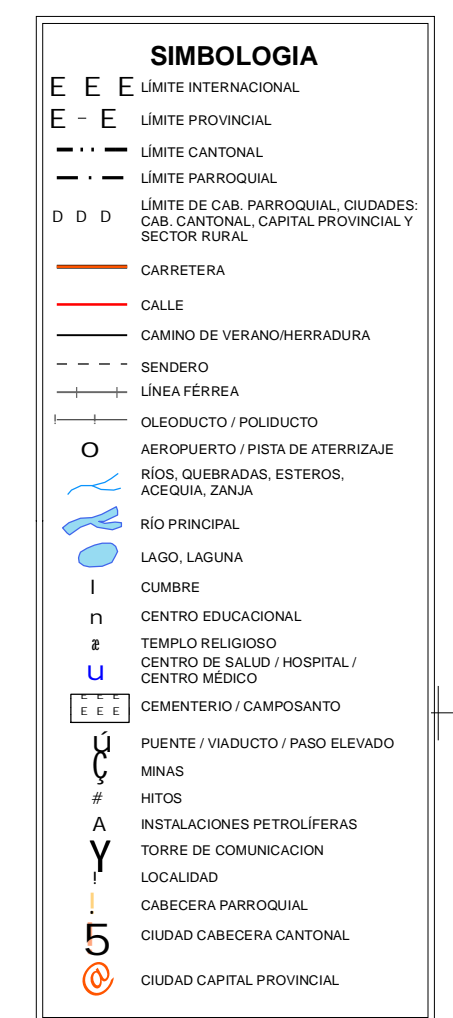 SIMBOLOGIA
E E E LÍMITE INTERNACIONAL
E - E LÍMITE PROVINCIAL
LÍMITE CANTONAL
LÍMITE PARROQUIAL
D D D LÍMITE DE CAB. PARROQUIAL, CIUDADES:
CAB. CANTONAL, CAPITAL PROVINCIAL Y
SECTOR RURAL
CARRETERA
CALLE
CAMINO DE VERANO/HERRADURA
SENDERO
LÍNEA FÉRREA
! ! OLEODUCTO / POLIDUCTO
O AEROPUERTO / PISTA DE ATERRIZAJE
RÍOS, QUEBRADAS, ESTEROS,
ACEQUIA, ZANJA
RÍO PRINCIPAL
LAGO, LAGUNA
l CUMBRE
n CENTRO EDUCACIONAL
æ TEMPLO RELIGIOSO
u CENTRO DE SALUD / HOSPITAL /
CENTRO MÉDICO
E E E
E E E CEMENTERIO / CAMPOSANTO
ú PUENTE / VIADUCTO / PASO ELEVADO
Ç MINAS
# HITOS
A INSTALACIONES PETROLÍFERAS
Y TORRE DE COMUNICACION
! LOCALIDAD
! CABECERA PARROQUIAL
5 CIUDAD CABECERA CANTONAL
@ CIUDAD CAPITAL PROVINCIAL